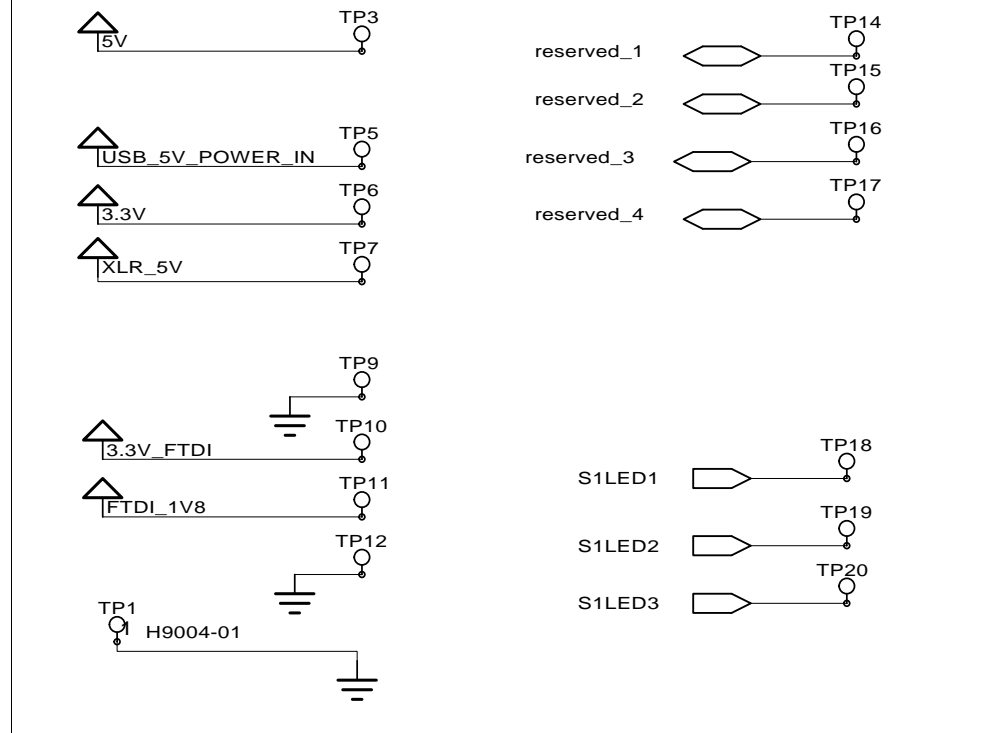 TP3
5V
TP5
USB_5V_POWER_IN
TP6
3.3V
TP7
XLR_5V
TP9
TP10
3.3V_FTDI
TP11
FTDI_1V8
TP12
TP1
1
H9004-01
TP14
reserved_1
TP15
reserved_2
TP16
reserved_3
TP17
reserved_4
TP18
S1LED1
TP19
S1LED2
TP20
S1LED3